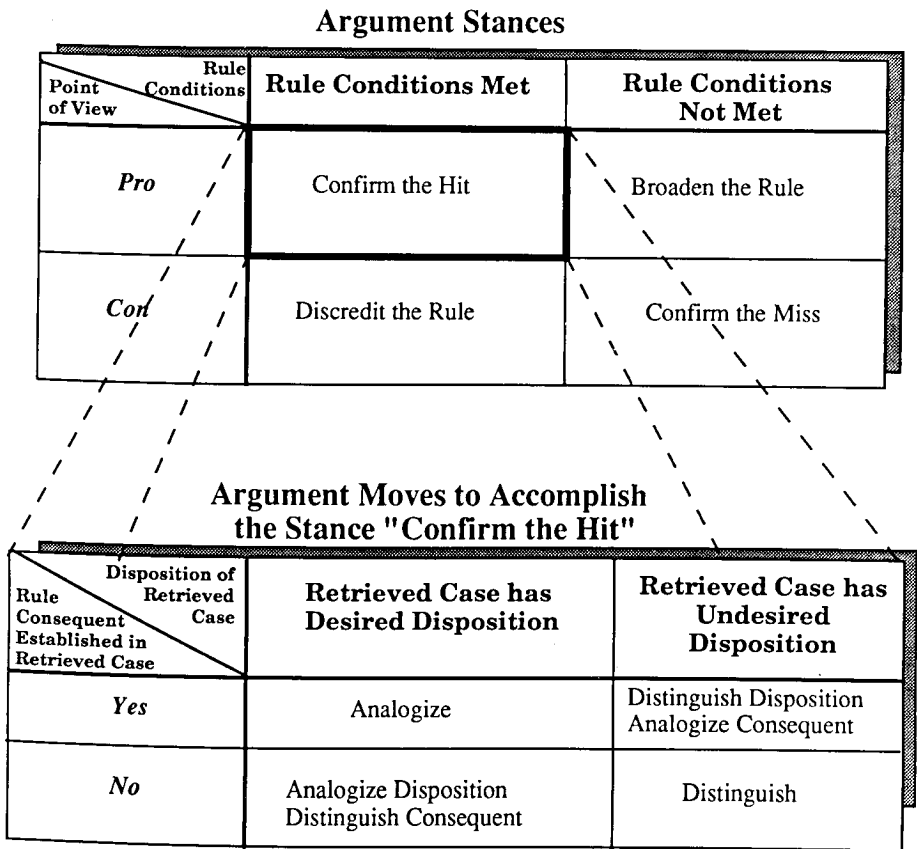 Argument Stances
Rule
Conditions
Point
of View
Rule Conditions Met
Rule Conditions
Not Met
Pro
Confirm the Hit
Broaden the Rule
Con
Discredit the Rule
Confirm the Miss
Argument Moves to Accomplish
the Stance "Confirm the Hit"
Disposition of
Retrieved
Case
Rule
Consequent
Established in
Retrieved Case
Retrieved Case has
Desired Disposition
Retrieved Case has
Undesired
Disposition
Yes
Analogize
Distinguish Disposition
Analogize Consequent
No
Analogize Disposition
Distinguish Consequent
Distinguish